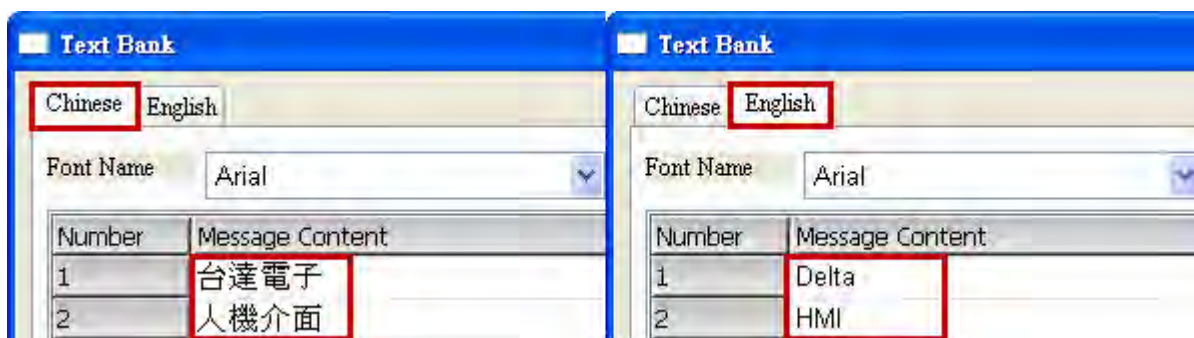 Text Bank
Chinese English
Font Name Arial
Number Message Content
1 台達電子
2 人機介面
Text Bank
Chinese English
Font Name Arial
Number Message Content
1 Delta
2 HMI